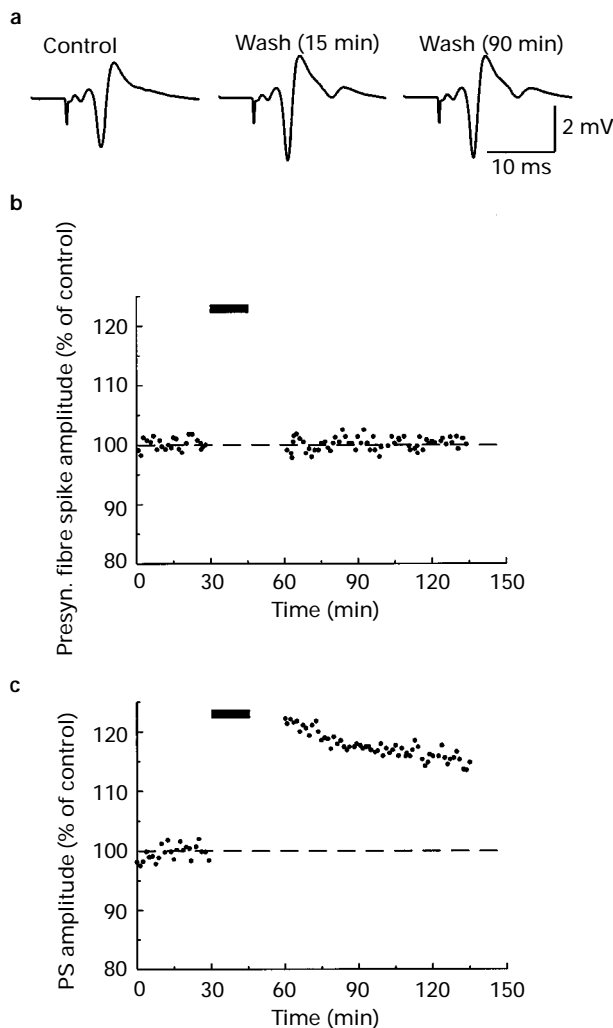 a
Control
Wash (15 min)
Wash (90 min)
2 mV
10 ms
b
Presyn. fibre spike amplitude (% of control)
120
110
100
90
80
0 30 60 90 120 150
Time (min)
c
PS amplitude (% of control)
120
110
100
90
80
0 30 60 90 120 150
Time (min)